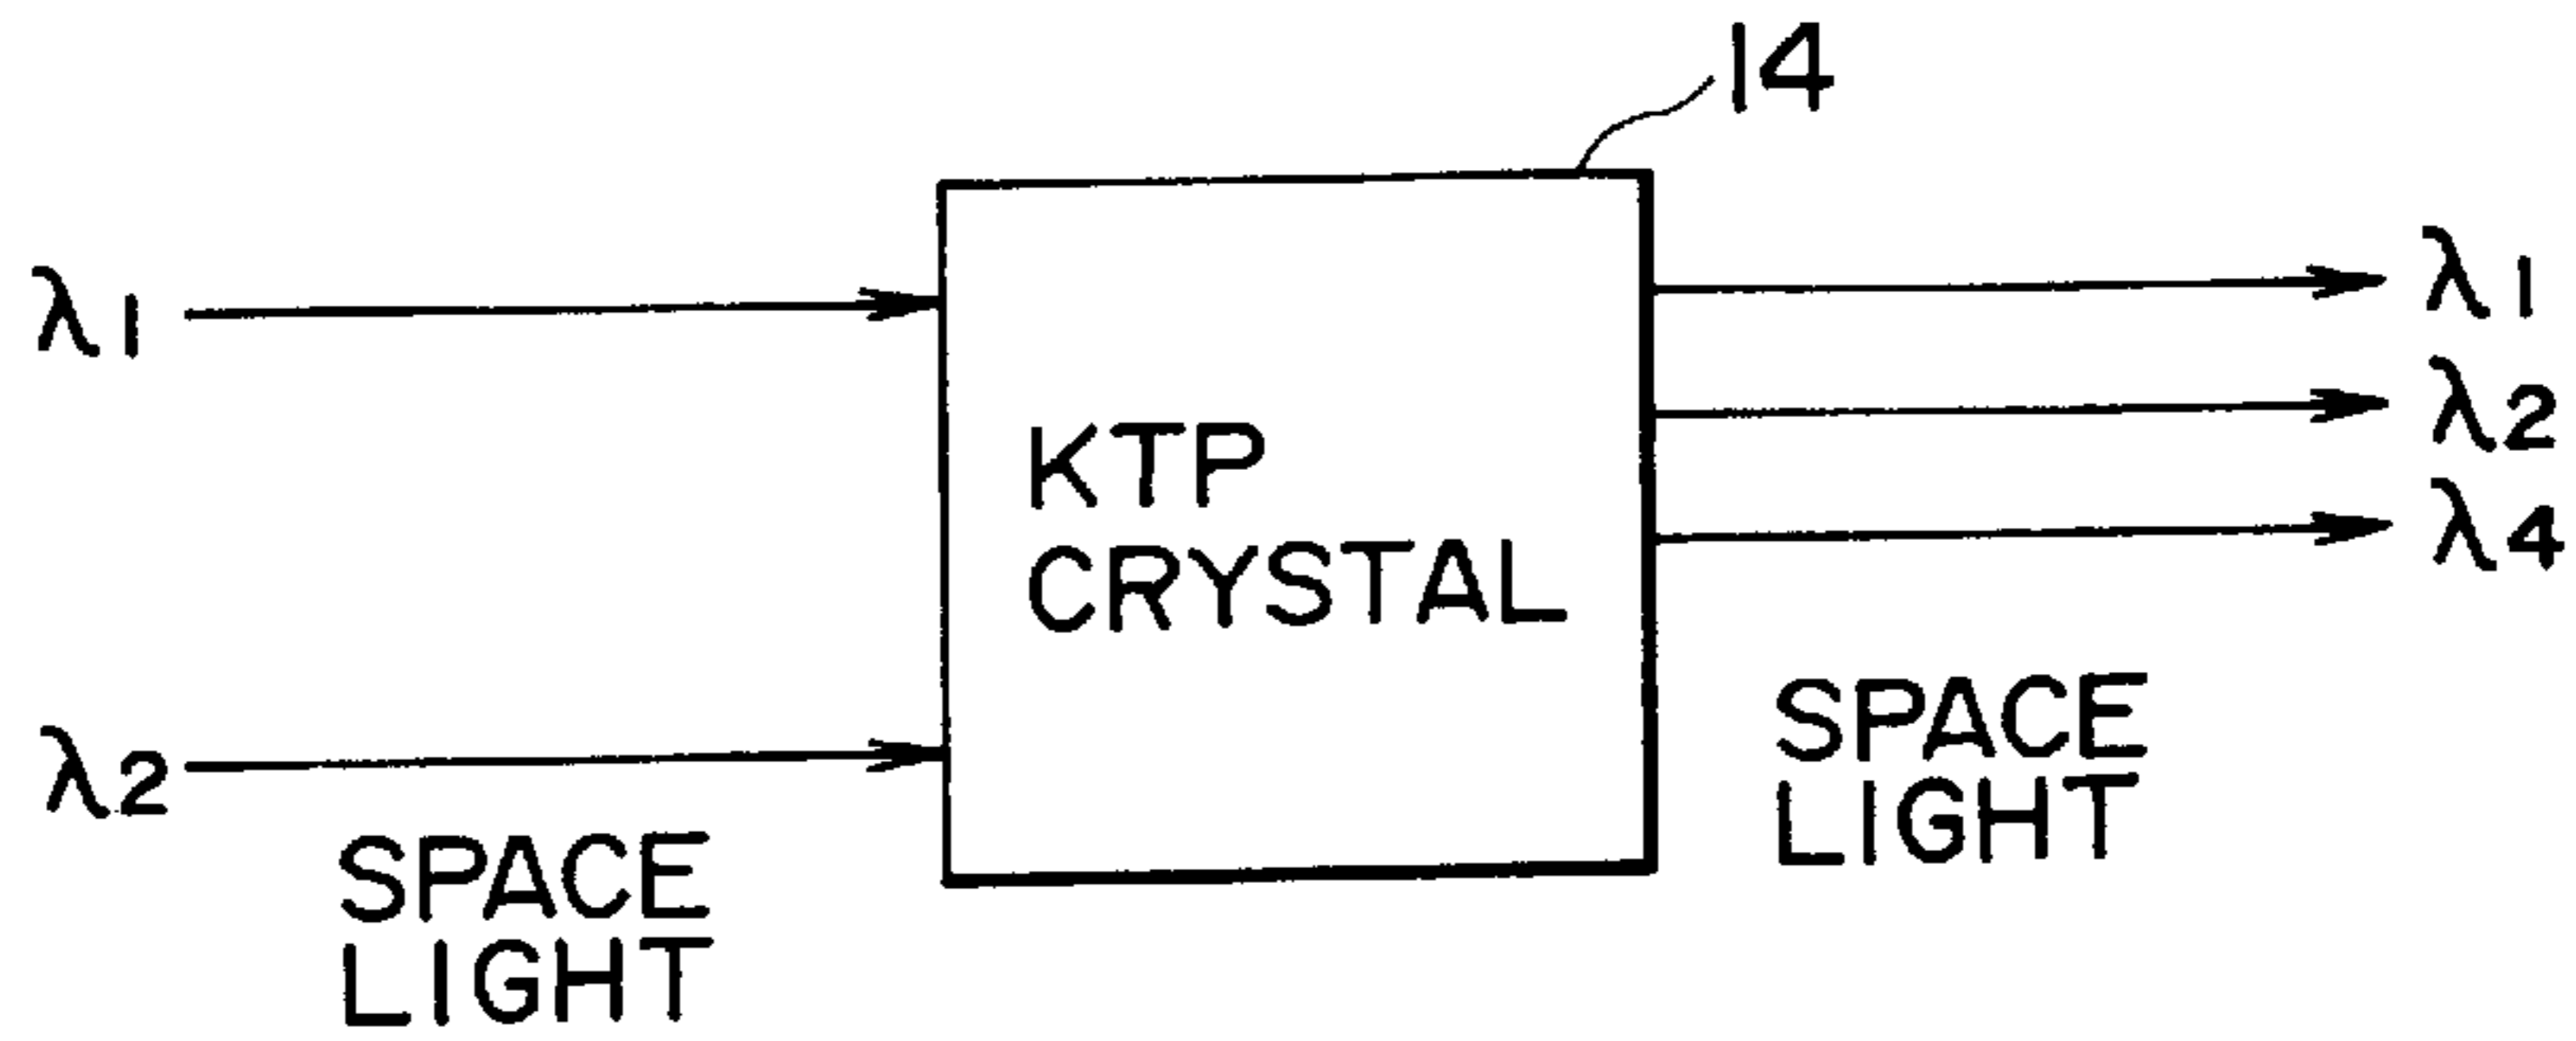 14
λ1
λ2
SPACE
LIGHT
KTP
CRYSTAL
λ1
λ2
λ4
SPACE
LIGHT